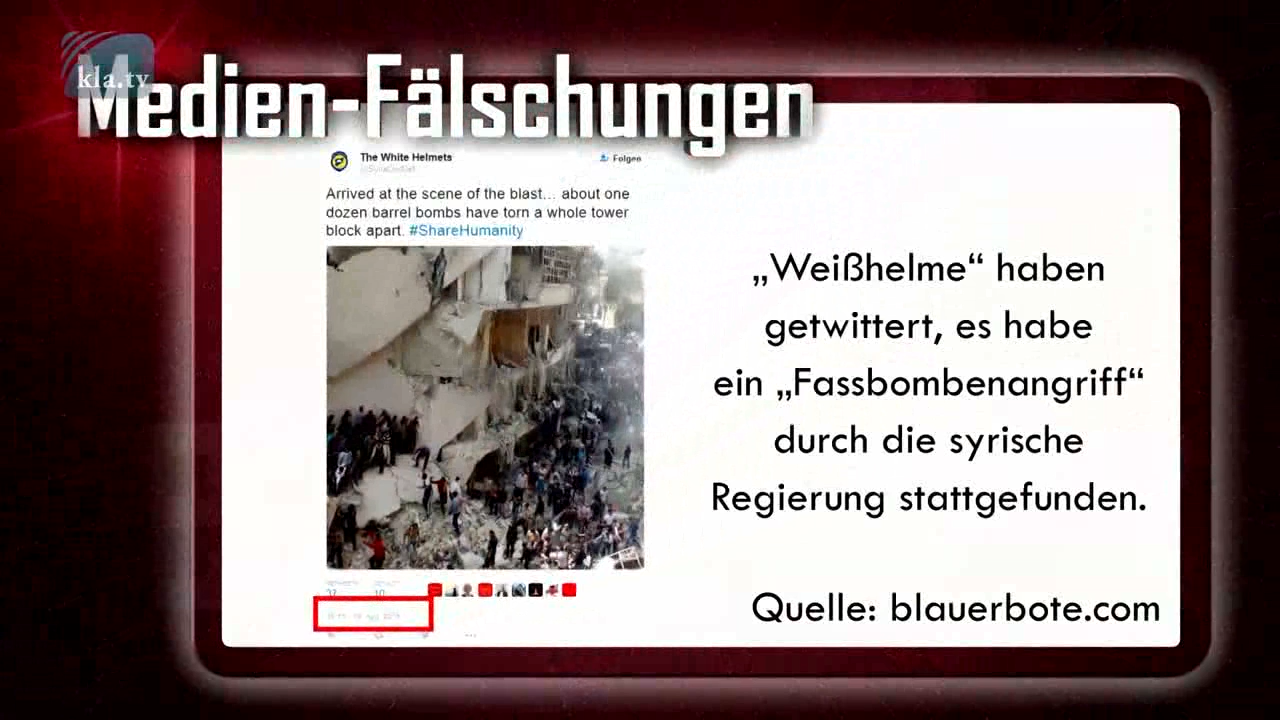 kla.tv
Medien-Fälschungen
The White Helmets
Folgen
Arrived at the scene of the blast... about one
dozen barrel bombs have torn a whole tower
block apart. #ShareHumanity
„Weißhelme“ haben
getwittert, es habe
ein „Fassbombenangriff“
durch die syrische
Regierung stattgefunden.
37 10
Quelle: blauerbote.com